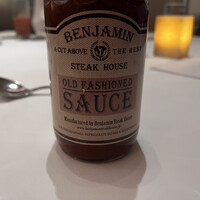 BENJAMIN
A CUT ABOVE THE REST
STEAK HOUSE
OLD FASHIONED
SAUCE
Manufactured by Benjamin Steak House